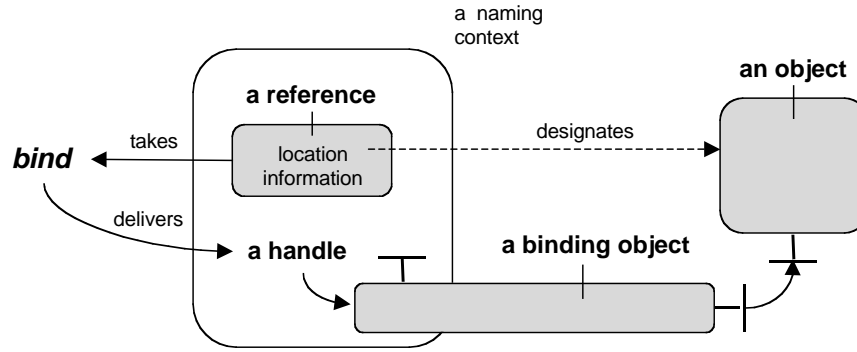 a naming
context
an object
a reference
takes
designates
location
information
bind
delivers
a handle
a binding object